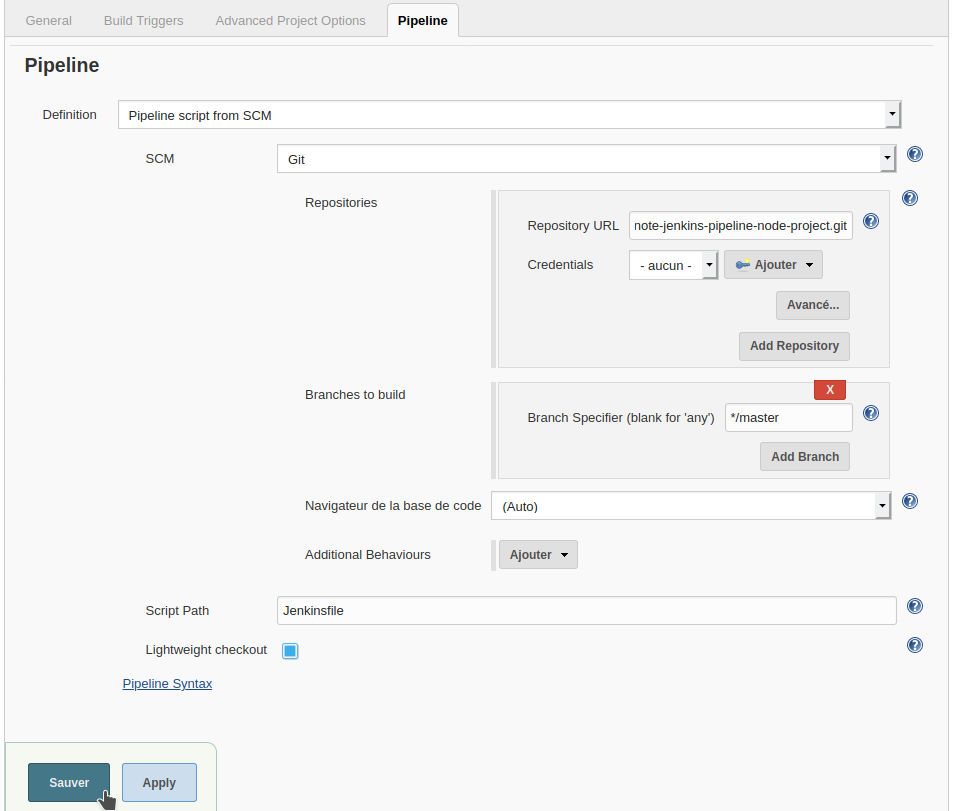 General Build Triggers Advanced Project Options Pipeline
Pipeline
Definition Pipeline script from SCM
SCM Git
Repositories
Repository URL note-jenkins-pipeline-node-project.git
Credentials - aucun - Ajouter
Avancé...
Add Repository
Branches to build
X
Branch Specifier (blank for 'any') */master
Add Branch
Navigateur de la base de code (Auto)
Additional Behaviours Ajouter
Script Path Jenkinsfile
Lightweight checkout
Pipeline Syntax
Sauver Apply